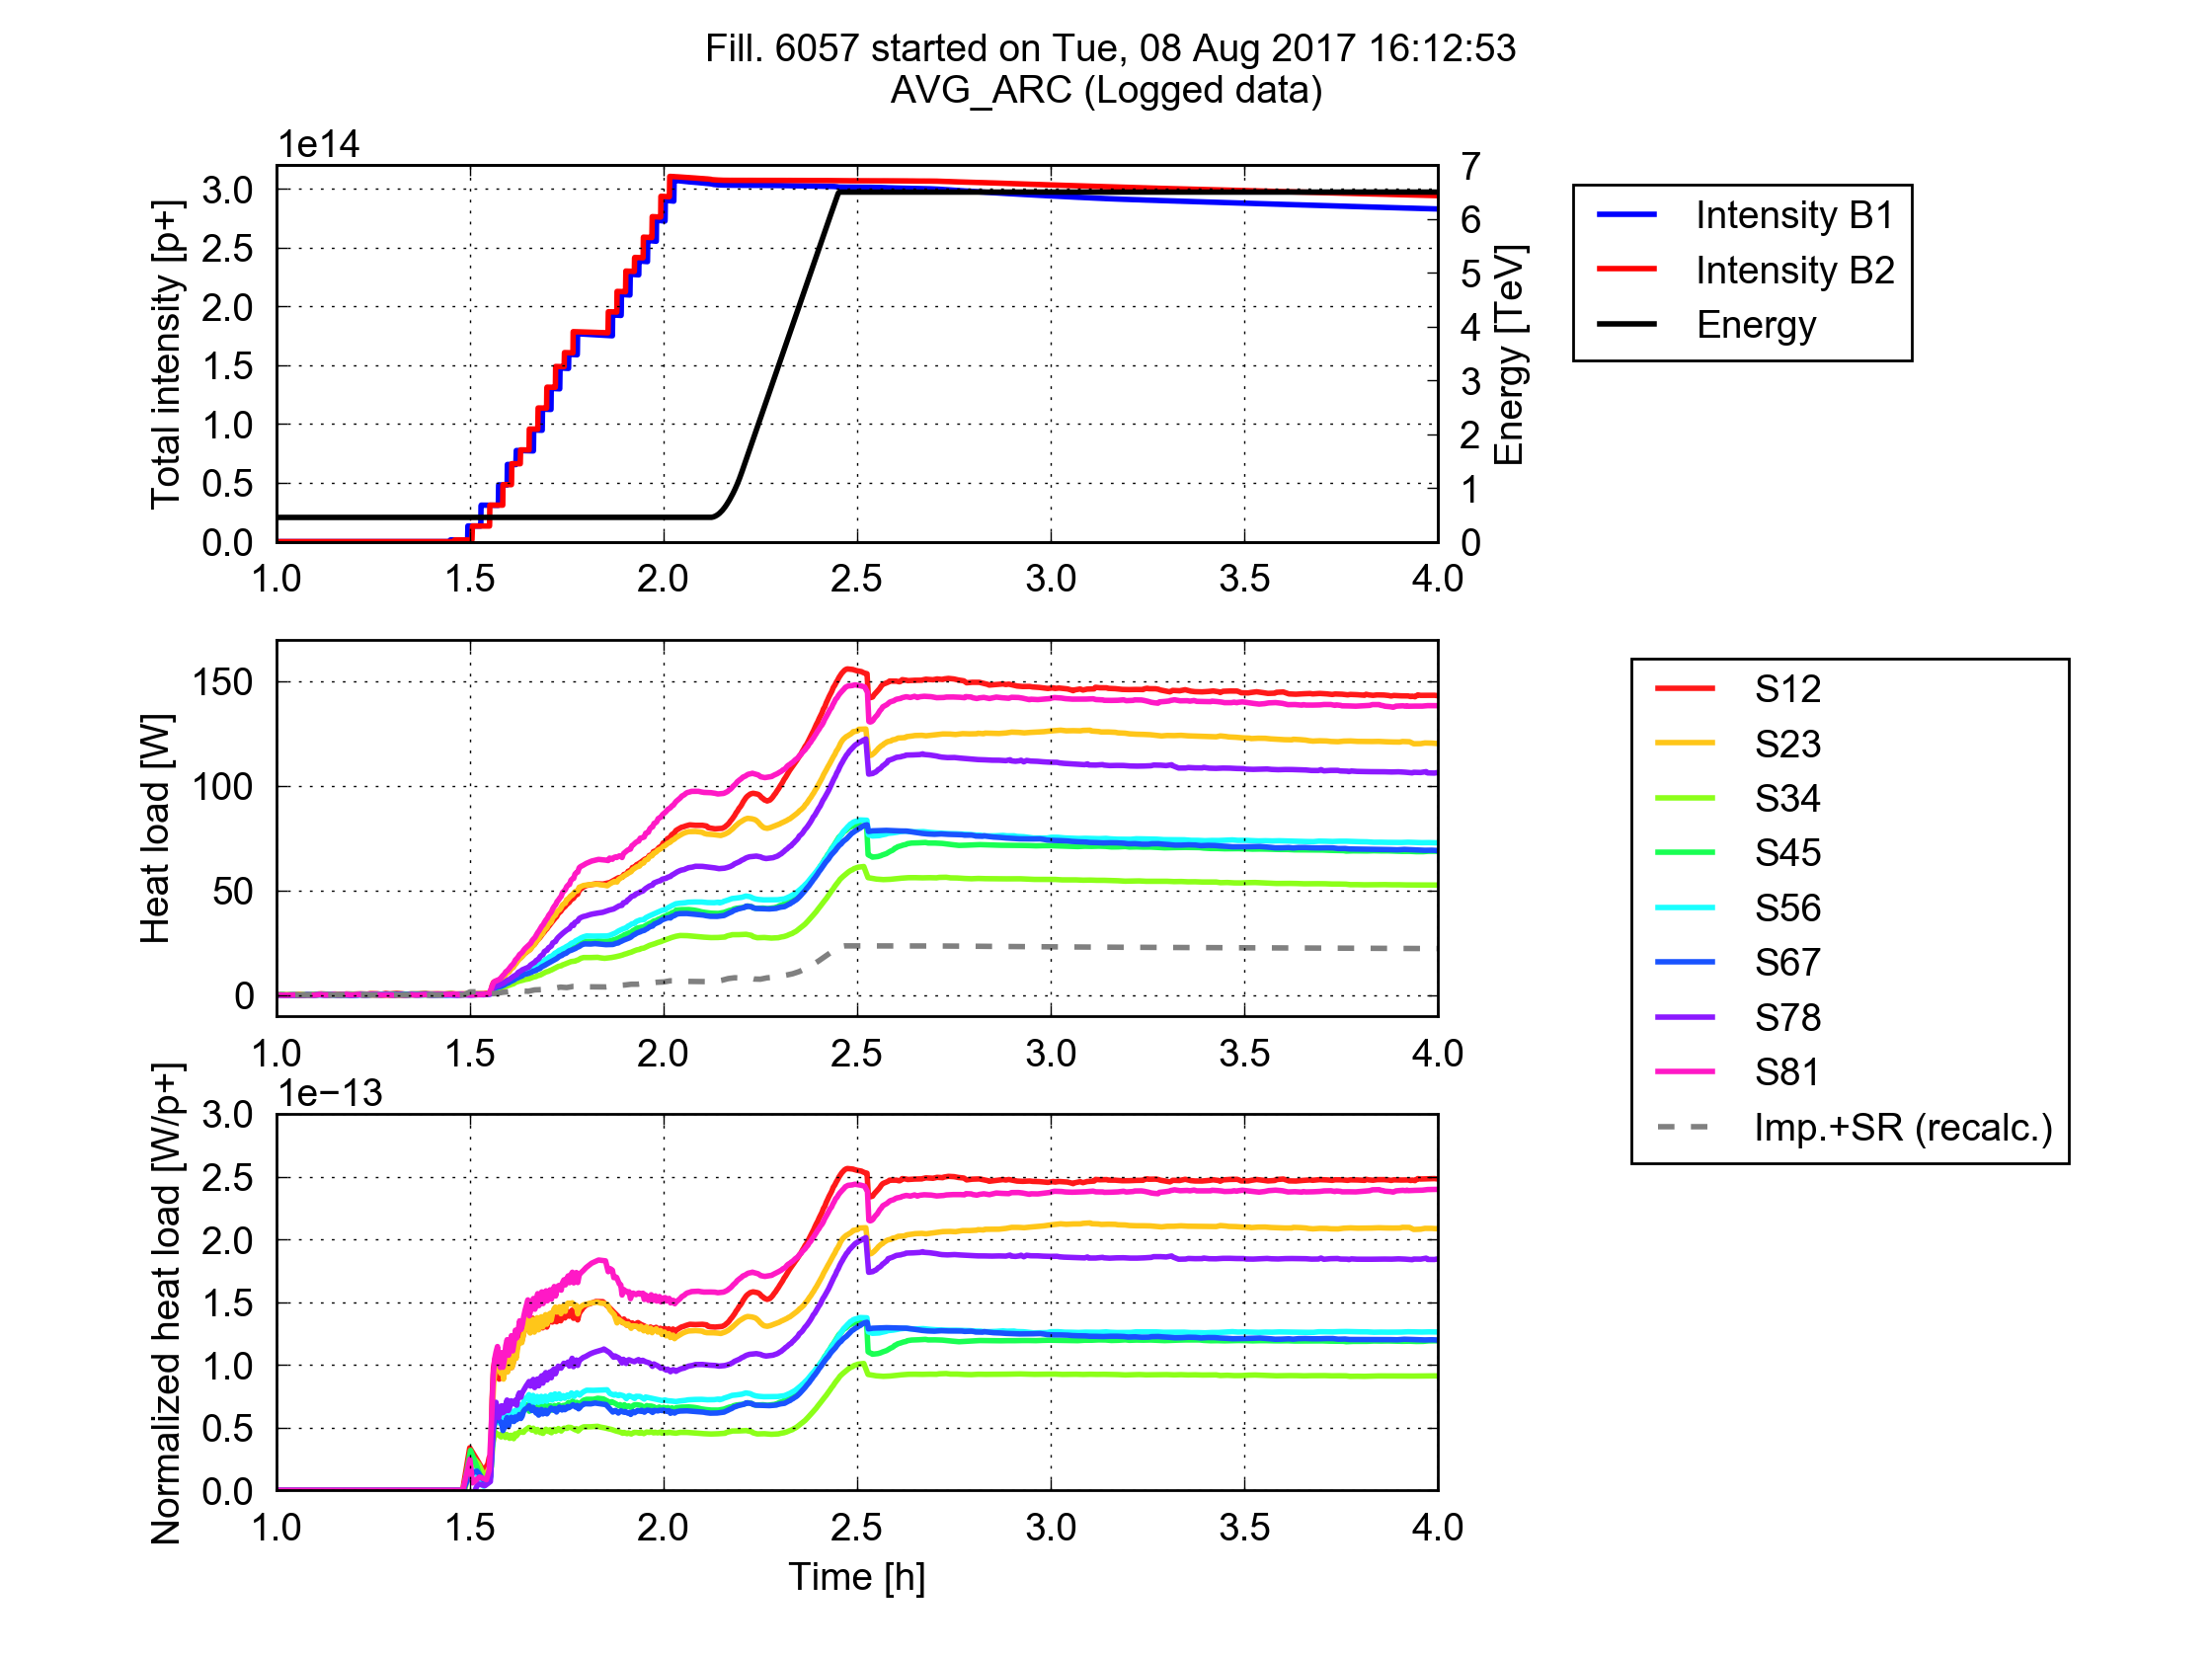 Fill. 6057 started on Tue, 08 Aug 2017 16:12:53
AVG_ARC (Logged data)
1e14
Total intensity [p+]
3.0
2.5
2.0
1.5
1.0
0.5
0.0
1.0 1.5 2.0 2.5 3.0 3.5 4.0
7
6
5
4
3
2
1
0
Energy [TeV]
Intensity B1
Intensity B2
Energy
Heat load [W]
150
100
50
0
1.0 1.5 2.0 2.5 3.0 3.5 4.0
S12
S23
S34
S45
S56
S67
S78
S81
Imp.+SR (recalc.)
1e−13
Normalized heat load [W/p+]
3.0
2.5
2.0
1.5
1.0
0.5
0.0
1.0 1.5 2.0 2.5 3.0 3.5 4.0
Time [h]